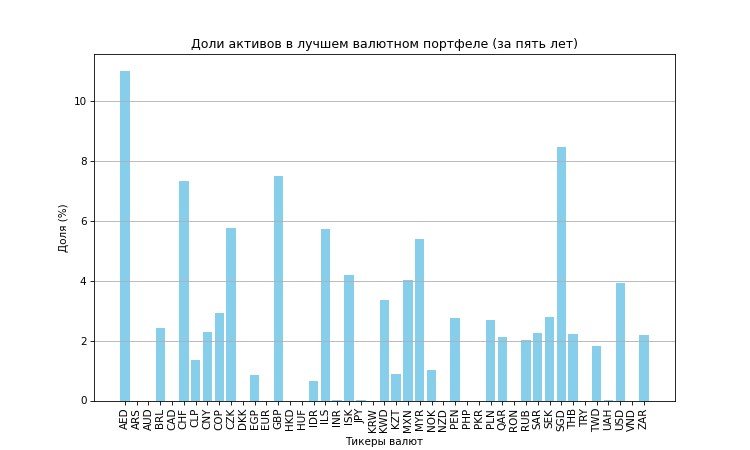 Доли активов в лучшем валютном портфеле (за пять лет)
Доля (%)
10
8
6
4
2
0
AED ARS AUD BRL CAD CHF CLP CNY COP CZK DKK EGP EUR GBP HKD HUF IDR ILS INR ISK JPY KRW KWD KZT MXN MYR NOK NZD PEN PHP PKR PLN QAR RON RUB SAR SEK SGD THB TRY TWD UAH USD VND ZAR
Тикеры валют